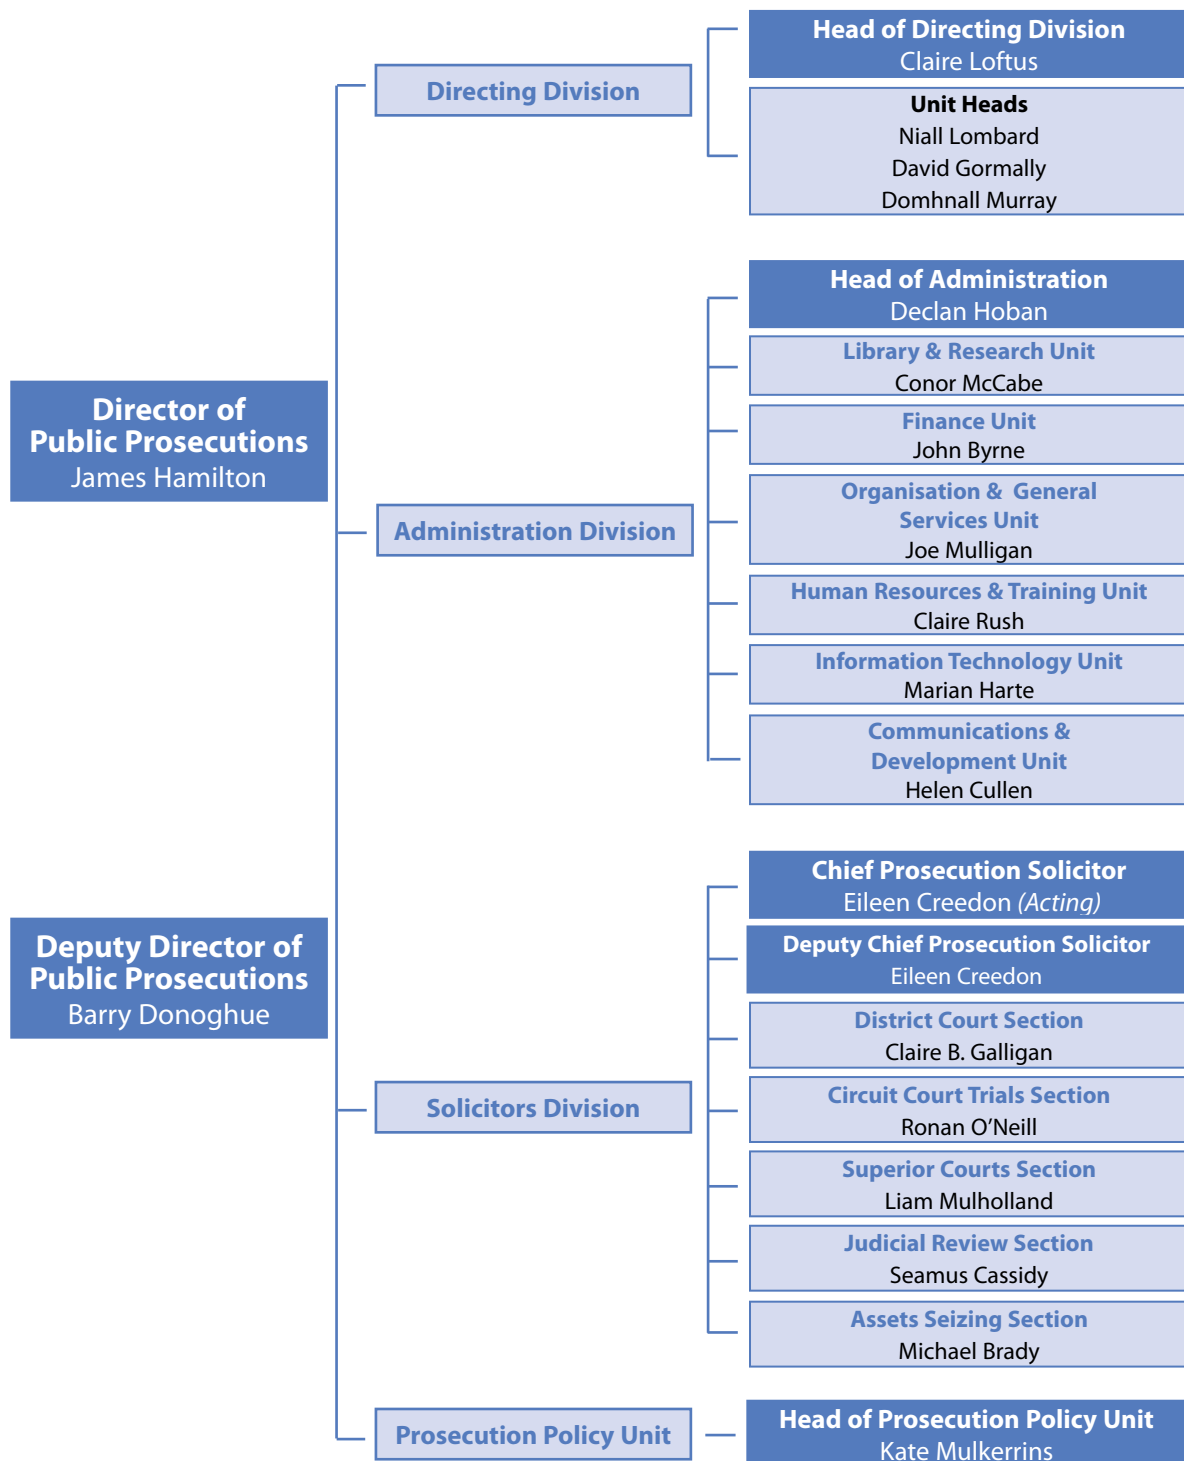 Director of
Public Prosecutions
James Hamilton
Deputy Director of
Public Prosecutions
Barry Donoghue
Directing Division
Head of Directing Division
Claire Loftus
Unit Heads
Niall Lombard
David Gormally
Domhnall Murray
Administration Division
Head of Administration
Declan Hoban
Library & Research Unit
Conor McCabe
Finance Unit
John Byrne
Organisation & General
Services Unit
Joe Mulligan
Human Resources & Training Unit
Claire Rush
Information Technology Unit
Marian Harte
Communications &
Development Unit
Helen Cullen
Solicitors Division
Chief Prosecution Solicitor
Eileen Creedon (Acting)
Deputy Chief Prosecution Solicitor
Eileen Creedon
District Court Section
Claire B. Galligan
Circuit Court Trials Section
Ronan O’Neill
Superior Courts Section
Liam Mulholland
Judicial Review Section
Seamus Cassidy
Assets Seizing Section
Michael Brady
Prosecution Policy Unit
Head of Prosecution Policy Unit
Kate Mulkerrins